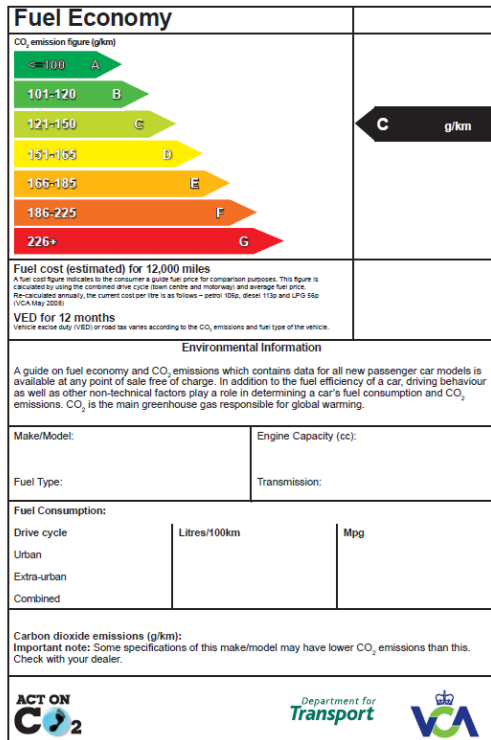 Fuel Economy
CO2 emission figure (g/km)
<=100 A
101-120 B
121-150 C
C g/km
151-165 D
166-185 E
186-225 F
226+ G
Fuel cost (estimated) for 12,000 miles
A fuel cost figure indicates to the consumer a guide fuel price for comparison purposes. This figure is
calculated by using the combined drive cycle (town centre and motorway) and average fuel price.
Re-calculated annually, the current cost per litre is as follows – petrol 106p, diesel 113p and LPG 56p
(VCA May 2008)
VED for 12 months
Vehicle excise duty (VED) or road tax varies according to the CO2 emissions and fuel type of the vehicle.
Environmental Information
A guide on fuel economy and CO2 emissions which contains data for all new passenger car models is
available at any point of sale free of charge. In addition to the fuel efficiency of a car, driving behaviour
as well as other non-technical factors play a role in determining a car's fuel consumption and CO2
emissions. CO2 is the main greenhouse gas responsible for global warming.
Make/Model: Engine Capacity (cc):
Fuel Type: Transmission:
Fuel Consumption:
Drive cycle Litres/100km Mpg
Urban
Extra-urban
Combined
Carbon dioxide emissions (g/km):
Important note: Some specifications of this make/model may have lower CO2 emissions than this.
Check with your dealer.
ACT ON
CO2
Department for
Transport
VCA